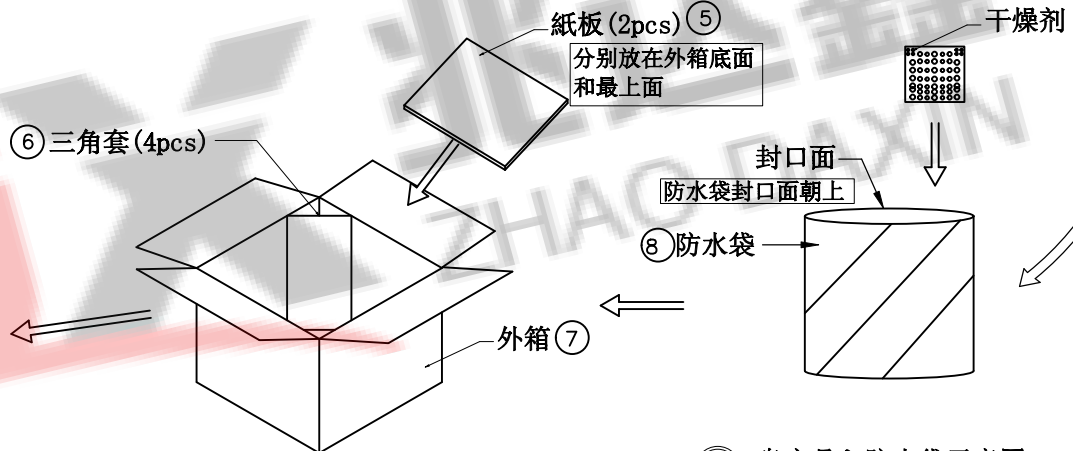 紙板(2pcs)⑤
分别放在外箱底面
和最上面
干燥剂
⑥三角套(4pcs)
封口面
防水袋封口面朝上
⑧防水袋
外箱⑦
ZHAO DAXIN